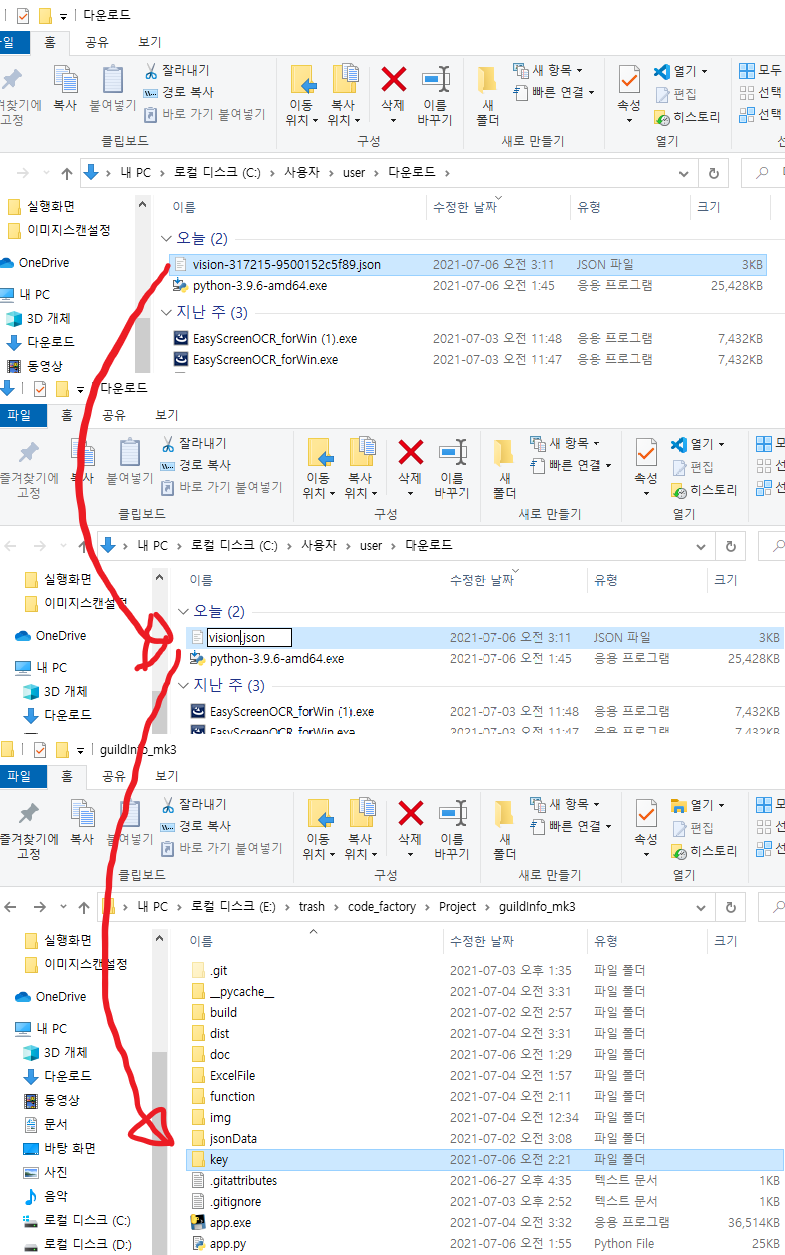 다운로드
일 홈 공유 보기
잘라내기
경로 복사
바로 가기 붙여넣기
고정 복사 붙여넣기
이동 위치 복사 위치 삭제 이름 바꾸기
새 폴더
새 항목
빠른 연결
속성
열기
편집
히스토리
모두
선택
선택
클립보드 구성 새로 만들기 열기
내 PC › 로컬 디스크 (C:) › 사용자 › user › 다운로드 ›
실행화면
이미지스캔설정
OneDrive
내 PC
3D 개체
다운로드
동영상
이름 수정한 날짜 유형 크기
오늘 (2)
vision-317215-9500152c5f89.json 2021-07-06 오전 3:11 JSON 파일 3KB
python-3.9.6-amd64.exe 2021-07-06 오전 1:45 응용 프로그램 25,428KB
지난 주 (3)
EasyScreenOCR_forWin (1).exe 2021-07-03 오전 11:48 응용 프로그램 7,432KB
EasyScreenOCR_forWin.exe 2021-07-03 오전 11:47 응용 프로그램 7,432KB
다운로드
파일 홈 공유 보기
잘라내기
경로 복사
바로 가기 붙여넣기
즐겨찾기에 고정 복사 붙여넣기
이동 위치 복사 위치 삭제 이름 바꾸기
새 폴더
새 항목
빠른 연결
속성
열기
편집
히스토리
클립보드 구성 새로 만들기 열기
내 PC › 로컬 디스크 (C:) › 사용자 › user › 다운로드
실행화면
이미지스캔설정
OneDrive
내 PC
3D 개체
다운로드
이름 수정한 날짜 유형 크기
오늘 (2)
vision.json 2021-07-06 오전 3:11 JSON 파일 3KB
python-3.9.6-amd64.exe 2021-07-06 오전 1:45 응용 프로그램 25,428KB
지난 주 (3)
EasyScreenOCR_forWin (1).exe 2021-07-03 오전 11:48 응용 프로그램 7,432KB
EasyScreenOCR_forWin.exe 2021-07-03 오전 11:47 응용 프로그램 7,432KB
guildInfo_mk3
파일 홈 공유 보기
잘라내기
경로 복사
바로 가기 붙여넣기
즐겨찾기에 고정 복사 붙여넣기
이동 위치 복사 위치 삭제 이름 바꾸기
새 폴더
새 항목
빠른 연결
속성
열기
편집
히스토리
클립보드 구성 새로 만들기 열기
내 PC › 로컬 디스크 (E:) › trash › code_factory › Project › guildInfo_mk3
실행화면
이미지스캔설정
OneDrive
내 PC
3D 개체
다운로드
동영상
문서
바탕 화면
사진
음악
로컬 디스크 (C:)
로컬 디스크 (D:)
이름 수정한 날짜 유형 크기
.git 2021-07-03 오후 1:35 파일 폴더
__pycache__ 2021-07-04 오전 3:31 파일 폴더
build 2021-07-02 오전 2:57 파일 폴더
dist 2021-07-04 오전 3:31 파일 폴더
doc 2021-07-06 오전 1:29 파일 폴더
ExcelFile 2021-07-04 오전 1:57 파일 폴더
function 2021-07-04 오전 2:11 파일 폴더
img 2021-07-04 오전 12:34 파일 폴더
jsonData 2021-07-02 오전 3:08 파일 폴더
key 2021-07-06 오전 2:21 파일 폴더
.gitattributes 2021-06-27 오후 4:35 텍스트 문서 1KB
.gitignore 2021-07-03 오전 2:52 텍스트 문서 1KB
app.exe 2021-07-04 오전 3:32 응용 프로그램 36,514KB
app.py 2021-07-06 오전 1:55 Python File 25KB